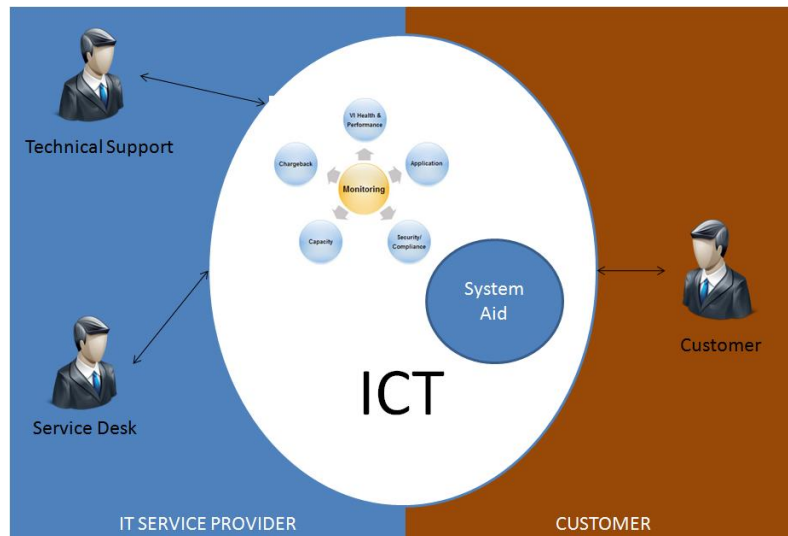 Technical Support
VI Health &
Performance
Chargeback
Application
Monitoring
Capacity
Security/
Compliance
System
Aid
Customer
ICT
Service Desk
IT SERVICE PROVIDER
CUSTOMER